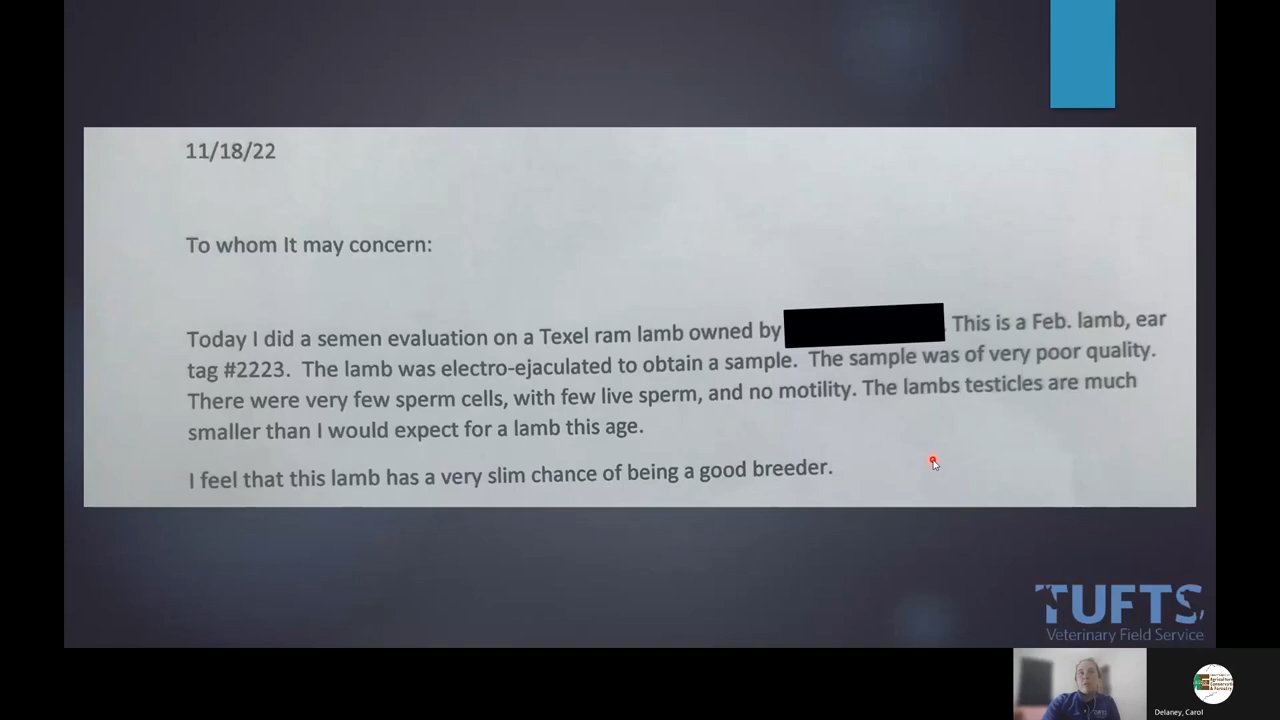 11/18/22
To whom It may concern:
Today I did a semen evaluation on a Texel ram lamb owned by This is a Feb. lamb, ear
tag #2223. The lamb was electro-ejaculated to obtain a sample. The sample was of very poor quality.
There were very few sperm cells, with few live sperm, and no motility. The lambs testicles are much
smaller than I would expect for a lamb this age.
I feel that this lamb has a very slim chance of being a good breeder.
TUFTS
Veterinary Field Service
TUFTS
Agriculture
Conservation
& Forestry
Delaney, Carol